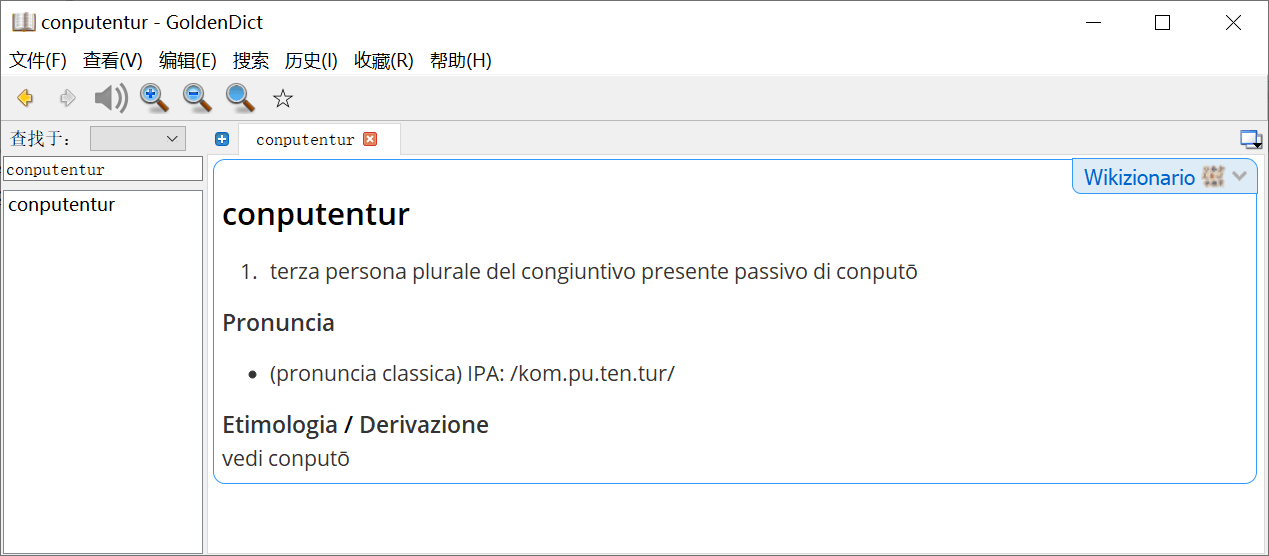 conputentur - GoldenDict
文件(F) 查看(V) 编辑(E) 搜索 历史(I) 收藏(R) 帮助(H)
查找于： conputentur
conputentur
Wikizionario
conputentur
conputentur
1. terza persona plurale del congiuntivo presente passivo di conputō
Pronuncia
• (pronuncia classica) IPA: /kom.pu.ten.tur/
Etimologia / Derivazione
vedi conputō